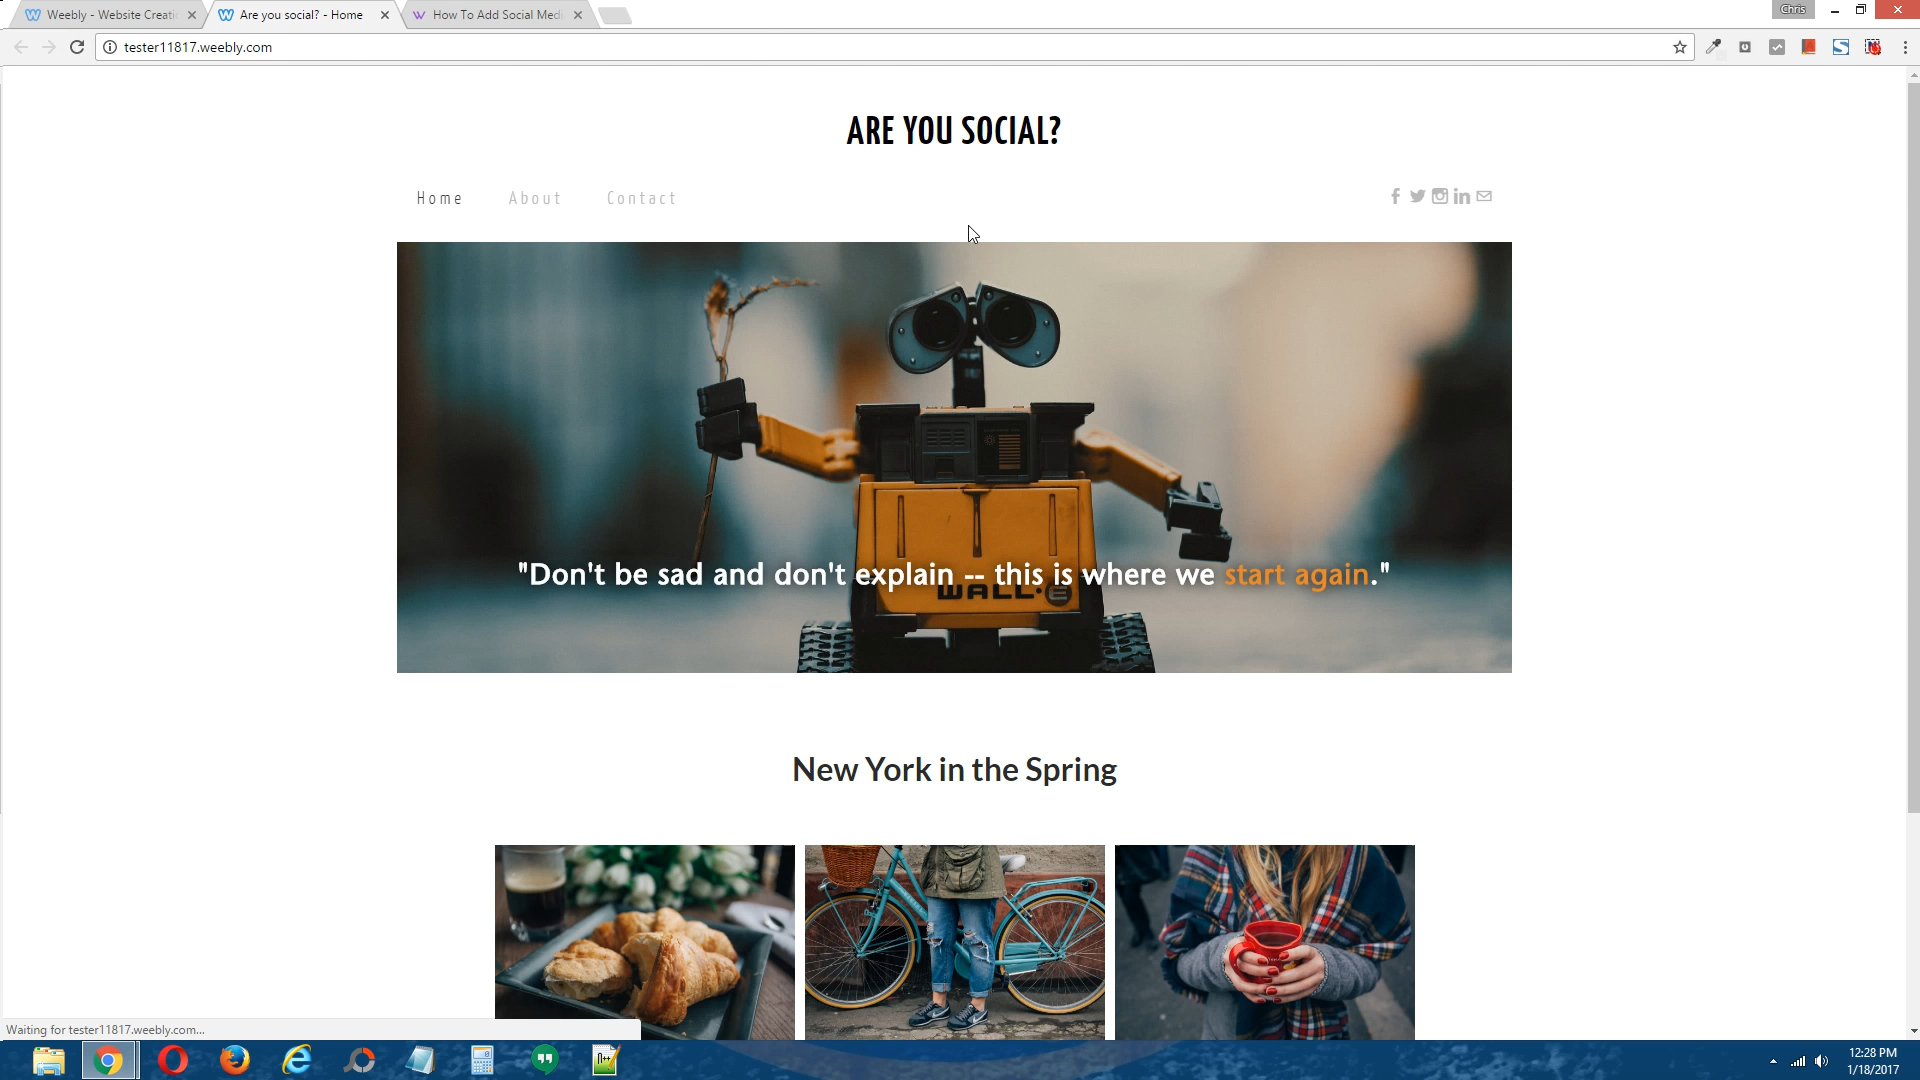 Weebly - Website Creati
Are you social? - Home
How To Add Social Med
Chris
tester11817.weebly.com
ARE YOU SOCIAL?
Home About Contact
"Don't be sad and don't explain -- this is where we start again."
WALL•E
New York in the Spring
Waiting for tester11817.weebly.com...
12:28 PM
1/18/2017